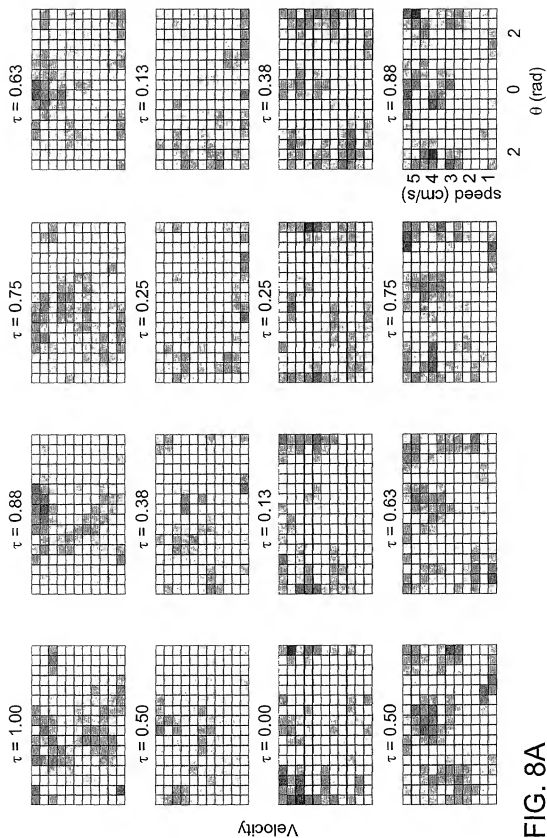 Velocity
τ = 1.00
τ = 0.88
τ = 0.75
τ = 0.63
τ = 0.50
τ = 0.38
τ = 0.25
τ = 0.13
τ = 0.00
τ = 0.13
τ = 0.25
τ = 0.38
τ = 0.50
τ = 0.63
τ = 0.75
τ = 0.88
speed (cm/s)
5
4
3
2
1
2 0 2
θ (rad)
FIG. 8A